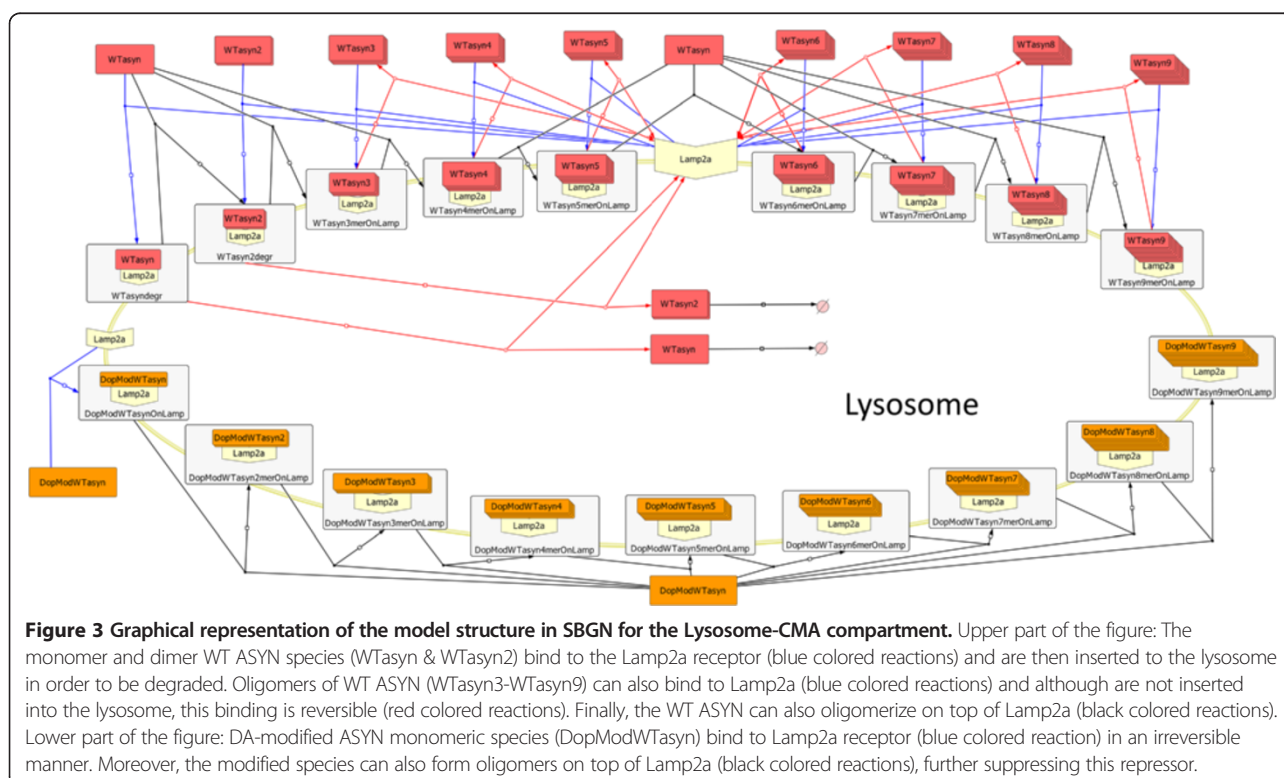 WTasyn
WTasyn2
WTasyn3
WTasyn4
WTasyn5
WTasyn
WTasyn6
WTasyn7
WTasyn8
WTasyn9
Lamp2a
WTasyn
Lamp2a
WTasyndegr
WTasyn2
Lamp2a
WTasyn2degr
WTasyn3
Lamp2a
WTasyn3merOnLamp
WTasyn4
Lamp2a
WTasyn4merOnLamp
WTasyn5
Lamp2a
WTasyn5merOnLamp
WTasyn6
Lamp2a
WTasyn6merOnLamp
WTasyn7
Lamp2a
WTasyn7merOnLamp
WTasyn8
Lamp2a
WTasyn8merOnLamp
WTasyn9
Lamp2a
WTasyn9merOnLamp
WTasyn2
WTasyn
Lamp2a
DopModWTasyn
Lamp2a
DopModWTasynOnLamp
DopModWTasyn
DopModWTasyn2
Lamp2a
DopModWTasyn2merOnLamp
DopModWTasyn3
Lamp2a
DopModWTasyn3merOnLamp
DopModWTasyn4
Lamp2a
DopModWTasyn4merOnLamp
DopModWTasyn5
Lamp2a
DopModWTasyn5merOnLamp
DopModWTasyn6
Lamp2a
DopModWTasyn6merOnLamp
DopModWTasyn7
Lamp2a
DopModWTasyn7merOnLamp
DopModWTasyn8
Lamp2a
DopModWTasyn8merOnLamp
DopModWTasyn9
Lamp2a
DopModWTasyn9merOnLamp
Lysosome
DopModWTasyn
Figure 3 Graphical representation of the model structure in SBGN for the Lysosome-CMA compartment. Upper part of the figure: The
monomer and dimer WT ASYN species (WTasyn & WTasyn2) bind to the Lamp2a receptor (blue colored reactions) and are then inserted to the lysosome
in order to be degraded. Oligomers of WT ASYN (WTasyn3-WTasyn9) can also bind to Lamp2a (blue colored reactions) and although are not inserted
into the lysosome, this binding is reversible (red colored reactions). Finally, the WT ASYN can also oligomerize on top of Lamp2a (black colored reactions).
Lower part of the figure: DA-modified ASYN monomeric species (DopModWTasyn) bind to Lamp2a receptor (blue colored reaction) in an irreversible
manner. Moreover, the modified species can also form oligomers on top of Lamp2a (black colored reactions), further suppressing this repressor.